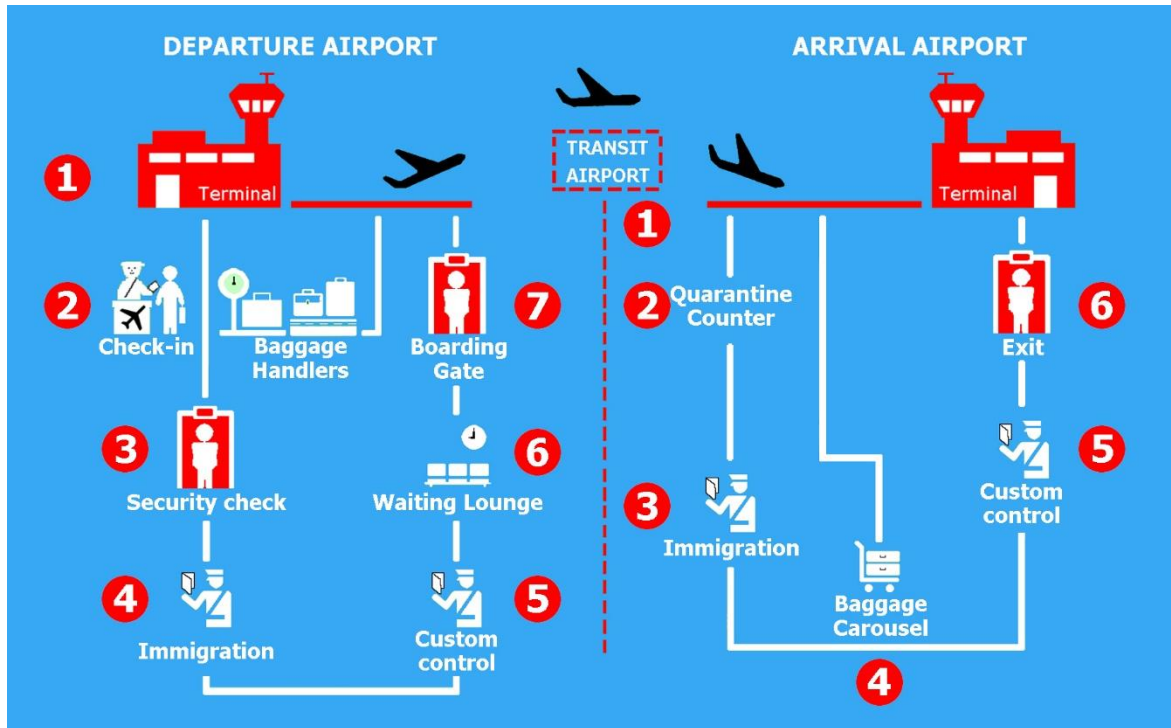 DEPARTURE AIRPORT
1
Terminal
2
Check-in
Baggage
Handlers
3
Security check
4
Immigration
5
Custom
control
6
Waiting Lounge
7
Boarding
Gate
TRANSIT
AIRPORT
ARRIVAL AIRPORT
1
Terminal
2
Quarantine
Counter
3
Immigration
4
Baggage
Carousel
5
Custom
control
6
Exit